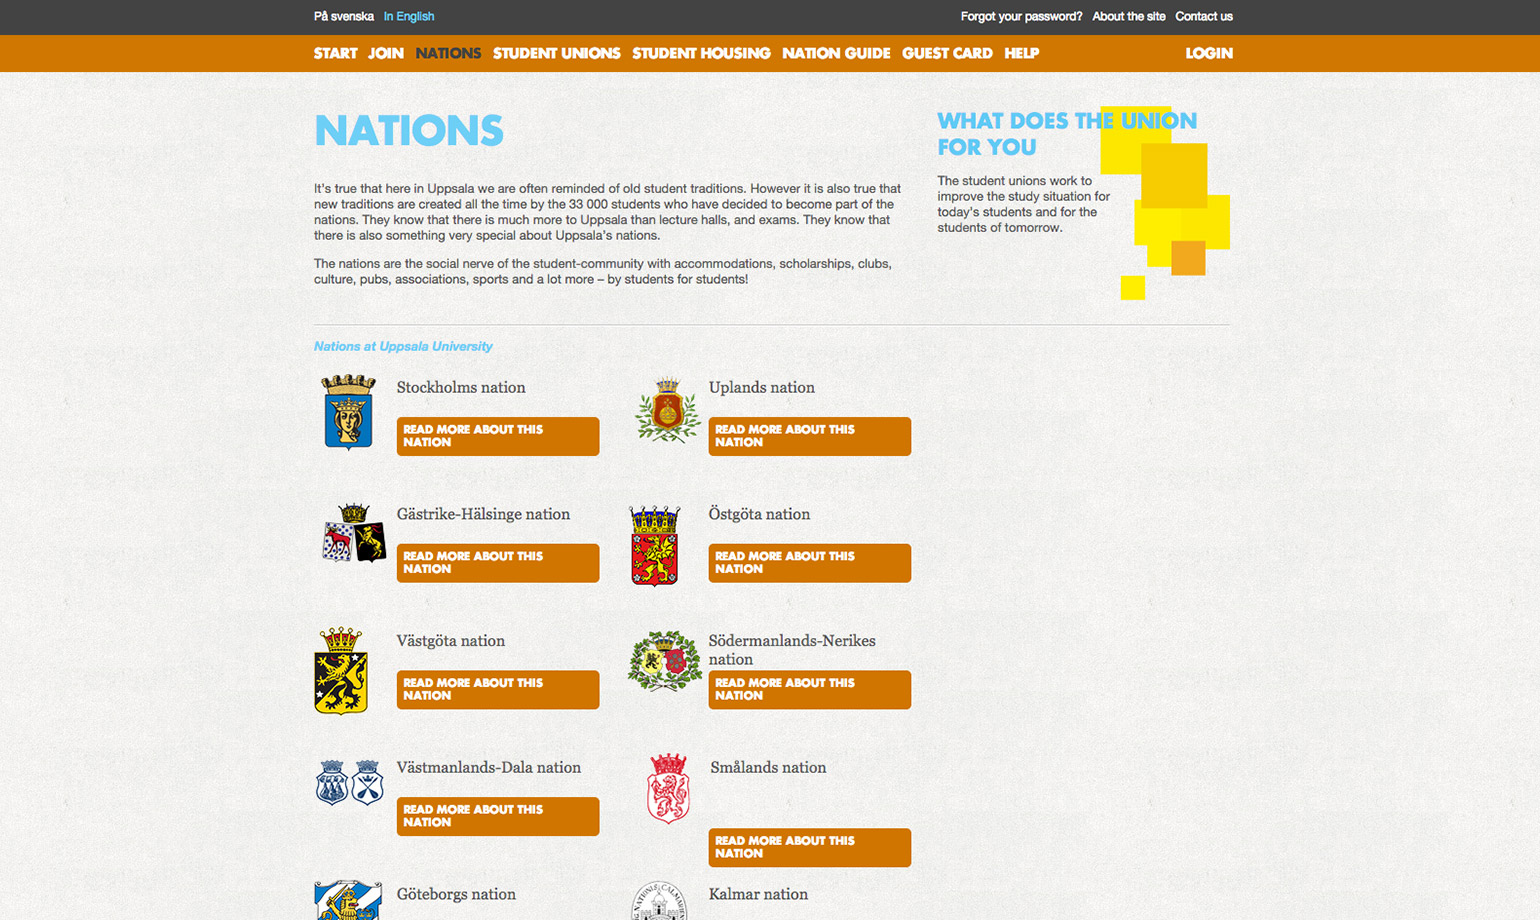 På svenska In English
Forgot your password? About the site Contact us
START JOIN NATIONS STUDENT UNIONS STUDENT HOUSING NATION GUIDE GUEST CARD HELP LOGIN
NATIONS
It's true that here in Uppsala we are often reminded of old student traditions. However it is also true that
new traditions are created all the time by the 33 000 students who have decided to become part of the
nations. They know that there is much more to Uppsala than lecture halls, and exams. They know that
there is also something very special about Uppsala's nations.
The nations are the social nerve of the student-community with accommodations, scholarships, clubs,
culture, pubs, associations, sports and a lot more – by students for students!
WHAT DOES THE UNION
FOR YOU
The student unions work to
improve the study situation for
today's students and for the
students of tomorrow.
Nations at Uppsala University
Stockholms nation
READ MORE ABOUT THIS
NATION
Uplands nation
READ MORE ABOUT THIS
NATION
Gästrike-Hälsinge nation
READ MORE ABOUT THIS
NATION
Östgöta nation
READ MORE ABOUT THIS
NATION
Västgöta nation
READ MORE ABOUT THIS
NATION
Södermanlands-Nerikes
nation
READ MORE ABOUT THIS
NATION
Västmanlands-Dala nation
READ MORE ABOUT THIS
NATION
Smålands nation
READ MORE ABOUT THIS
NATION
Göteborgs nation
Kalmar nation